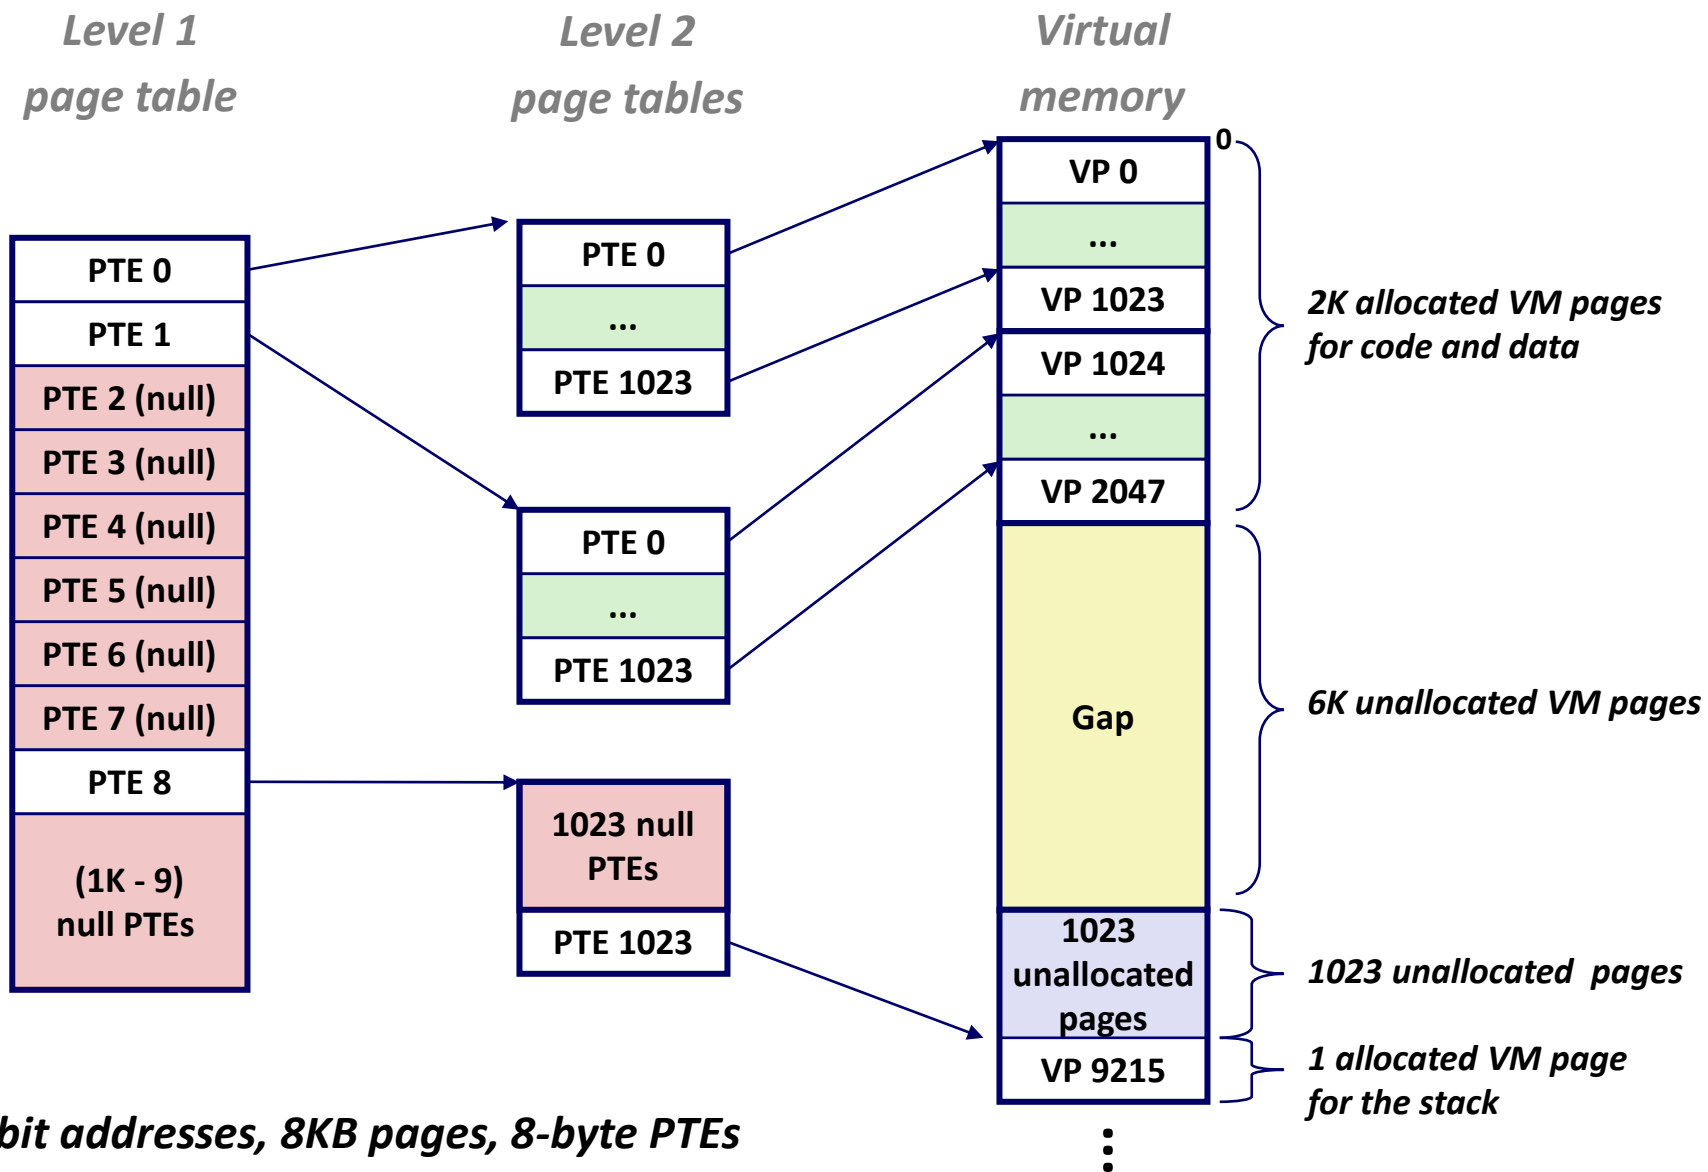 Level 1
page table
Level 2
page tables
Virtual
memory
PTE 0
PTE 1
PTE 2 (null)
PTE 3 (null)
PTE 4 (null)
PTE 5 (null)
PTE 6 (null)
PTE 7 (null)
PTE 8
(1K - 9)
null PTEs
PTE 0
...
PTE 1023
PTE 0
...
PTE 1023
1023 null
PTEs
PTE 1023
0
VP 0
...
VP 1023
VP 1024
...
VP 2047
Gap
1023
unallocated
pages
VP 9215
2K allocated VM pages
for code and data
6K unallocated VM pages
1023 unallocated pages
1 allocated VM page
for the stack
bit addresses, 8KB pages, 8-byte PTEs